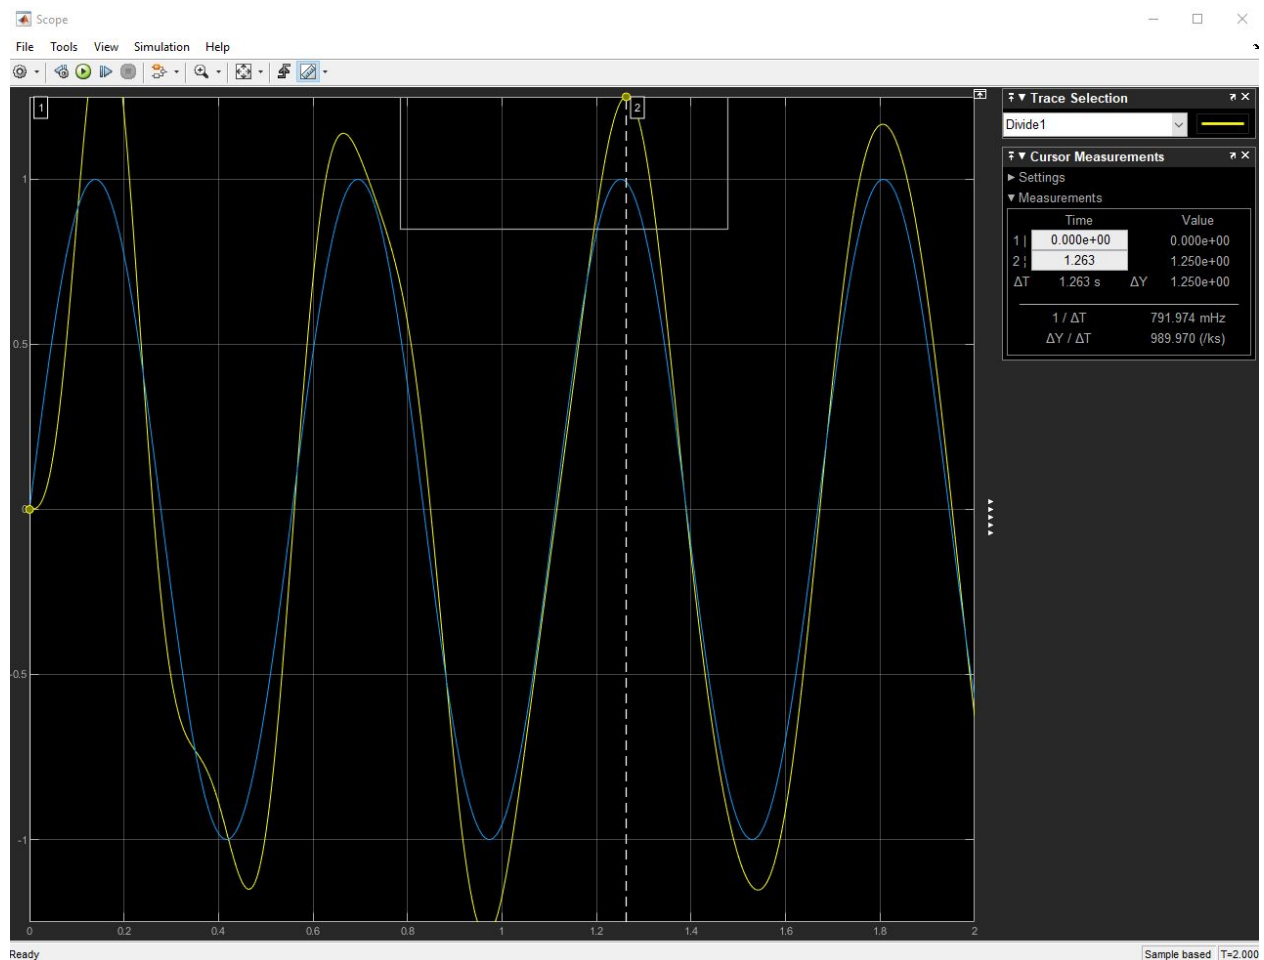 Scope
File Tools View Simulation Help
1
2
1
0.5
0
-0.5
-1
0 0.2 0.4 0.6 0.8 1 1.2 1.4 1.6 1.8 2
Trace Selection
Divide1
Cursor Measurements
Settings
Measurements
Time Value
1 | 0.000e+00 0.000e+00
2 ¦ 1.263 1.250e+00
ΔT 1.263 s ΔY 1.250e+00
1 / ΔT 791.974 mHz
ΔY / ΔT 989.970 (/ks)
Ready Sample based T=2.000